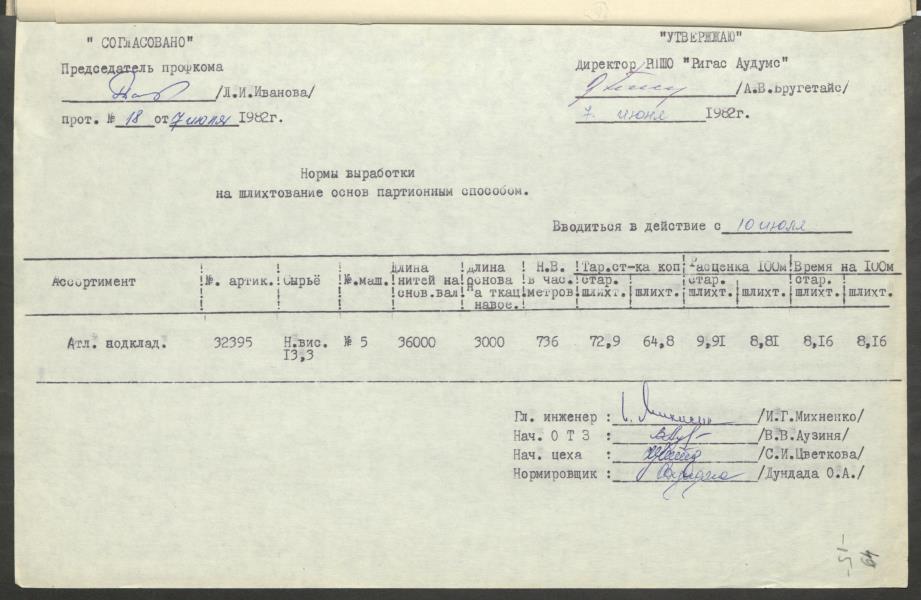 " СОГЛАСОВАНО"
"УТВЕРЖДАЮ"
Председатель профкома
Директор РПШО "Ригас Аудумс"
/Л.И.Иванова/
/А.В.Бругетайс/
прот. № 18 от 7 июля 1982г.
7 июня 1982г.
Нормы выработки
на шлихтование основ партионным способом.
Вводиться в действие с 10 июля
Ассортимент № артик. Сырьё №.маш. Длина нитей на снов.вал Длина основа на ткац навое. Н.В. в час. метров Тар.ст-ка коп Расценка 100м Время на 100м
стар. шлихт. шлихт. стар. шлихт. шлихт. стар. шлихт. шлихт.
Атл. подклад. 32395 Н.вис. № 5 36000 3000 736 72,9 64,8 9,91 8,81 8,16 8,16
13,3
Гл. инженер : /И.Г.Михненко/
Нач. О Т З : /В.В.Аузиня/
Нач. цеха : /С.И.Цветкова/
Нормировщик : /Дундада О.А./
-51-
64